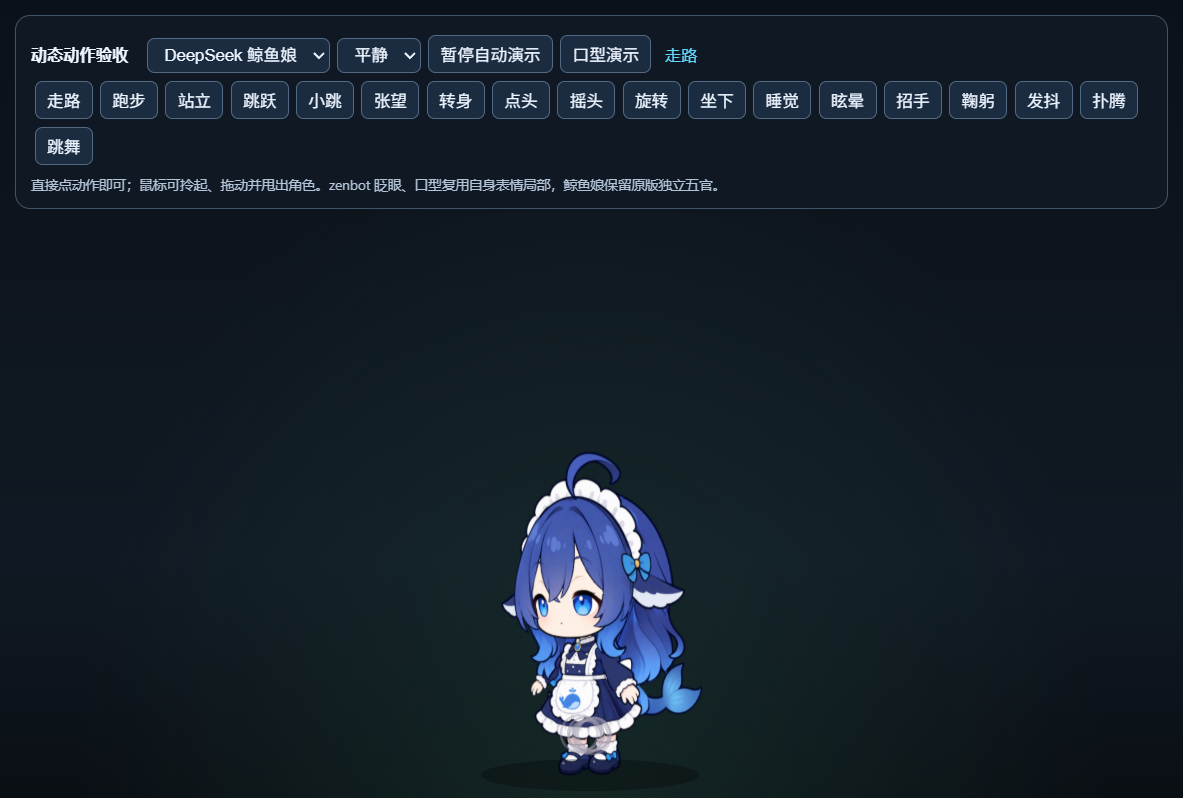 动态动作验收 DeepSeek 鲸鱼娘 平静 暂停自动演示 口型演示 走路
走路 跑步 站立 跳跃 小跳 张望 转身 点头 摇头 旋转 坐下 睡觉 眩晕 招手 鞠躬 发抖 扑腾
跳舞
直接点动作即可；鼠标可拎起、拖动并甩出角色。zenbot 眨眼、口型复用自身表情局部，鲸鱼娘保留原版独立五官。